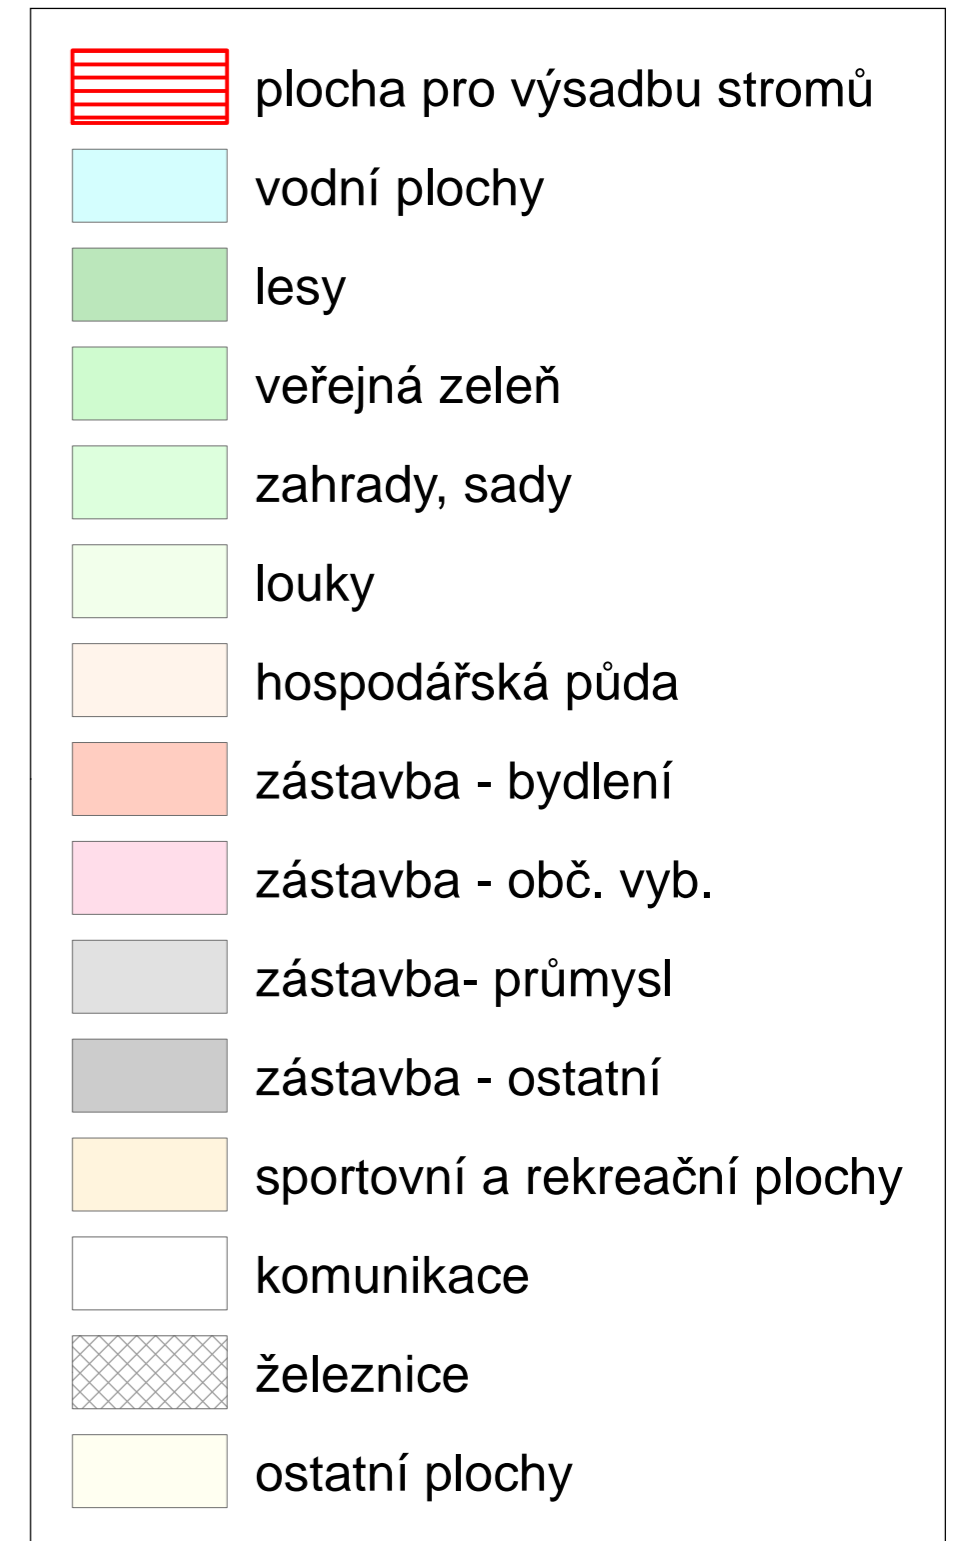 plocha pro výsadbu stromů
vodní plochy
lesy
veřejná zeleň
zahrady, sady
louky
hospodářská půda
zástavba - bydlení
zástavba - obč. vyb.
zástavba- průmysl
zástavba - ostatní
sportovní a rekreační plochy
komunikace
železnice
ostatní plochy